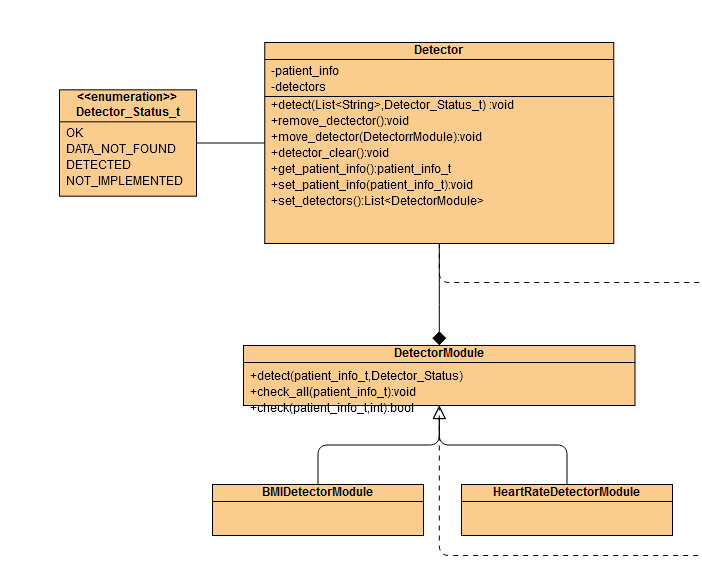 Detector
-patient_info
-detectors
+detect(List<String>,Detector_Status_t) :void
+remove_dectector():void
+move_detector(DetectorrModule):void
+detector_clear():void
+get_patient_info():patient_info_t
+set_patient_info(patient_info_t):void
+set_detectors():List<DetectorModule>
<<enumeration>>
Detector_Status_t
OK
DATA_NOT_FOUND
DETECTED
NOT_IMPLEMENTED
DetectorModule
+detect(patient_info_t,Detector_Status)
+check_all(patient_info_t):void
+check(patient_info_t,int):bool
BMIDetectorModule
HeartRateDetectorModule